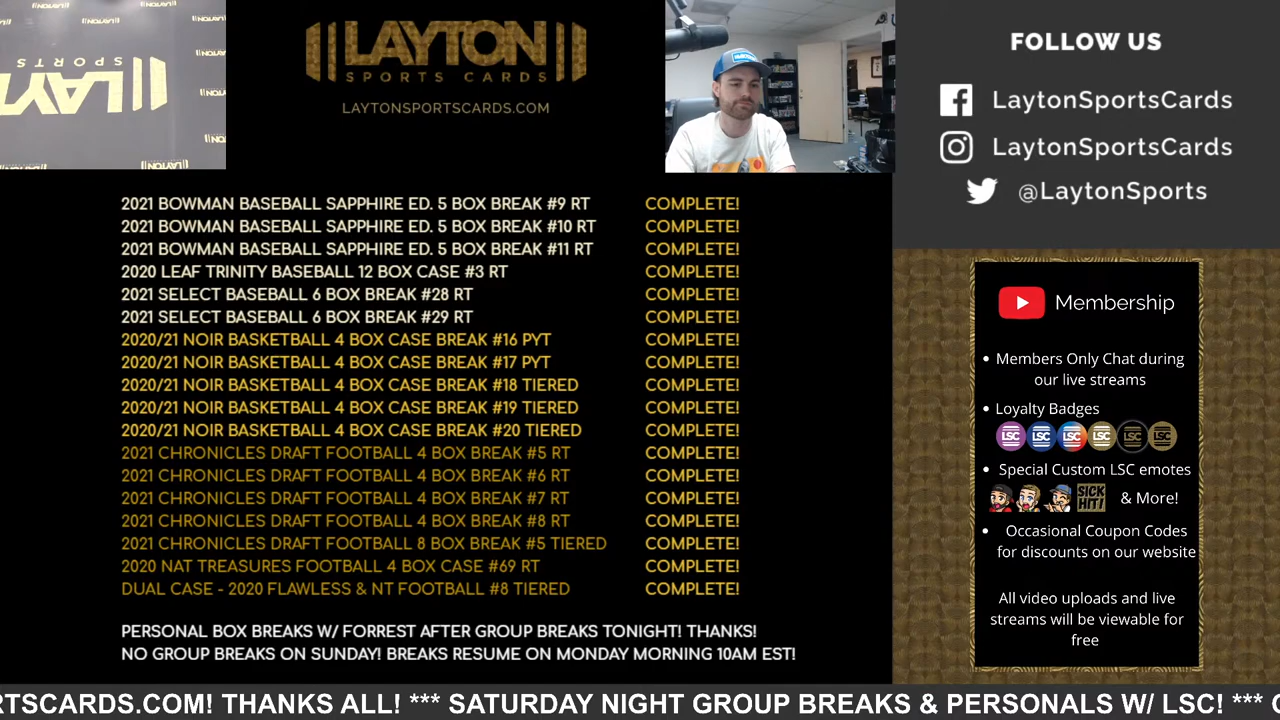 LAYTON
SPORTS CARDS
LAYTONSPORTSCARDS.COM
LAYTON
SPORTS
FOLLOW US
LaytonSportsCards
LaytonSportsCards
@LaytonSports
2021 BOWMAN BASEBALL SAPPHIRE ED. 5 BOX BREAK #9 RT COMPLETE!
2021 BOWMAN BASEBALL SAPPHIRE ED. 5 BOX BREAK #10 RT COMPLETE!
2021 BOWMAN BASEBALL SAPPHIRE ED. 5 BOX BREAK #11 RT COMPLETE!
2020 LEAF TRINITY BASEBALL 12 BOX CASE #3 RT COMPLETE!
2021 SELECT BASEBALL 6 BOX BREAK #28 RT COMPLETE!
2021 SELECT BASEBALL 6 BOX BREAK #29 RT COMPLETE!
2020/21 NOIR BASKETBALL 4 BOX CASE BREAK #16 PYT COMPLETE!
2020/21 NOIR BASKETBALL 4 BOX CASE BREAK #17 PYT COMPLETE!
2020/21 NOIR BASKETBALL 4 BOX CASE BREAK #18 TIERED COMPLETE!
2020/21 NOIR BASKETBALL 4 BOX CASE BREAK #19 TIERED COMPLETE!
2020/21 NOIR BASKETBALL 4 BOX CASE BREAK #20 TIERED COMPLETE!
2021 CHRONICLES DRAFT FOOTBALL 4 BOX BREAK #5 RT COMPLETE!
2021 CHRONICLES DRAFT FOOTBALL 4 BOX BREAK #6 RT COMPLETE!
2021 CHRONICLES DRAFT FOOTBALL 4 BOX BREAK #7 RT COMPLETE!
2021 CHRONICLES DRAFT FOOTBALL 4 BOX BREAK #8 RT COMPLETE!
2021 CHRONICLES DRAFT FOOTBALL 8 BOX BREAK #5 TIERED COMPLETE!
2020 NAT TREASURES FOOTBALL 4 BOX CASE #69 RT COMPLETE!
DUAL CASE - 2020 FLAWLESS & NT FOOTBALL #8 TIERED COMPLETE!
PERSONAL BOX BREAKS W/ FORREST AFTER GROUP BREAKS TONIGHT! THANKS!
NO GROUP BREAKS ON SUNDAY! BREAKS RESUME ON MONDAY MORNING 10AM EST!
Membership
• Members Only Chat during
our live streams
• Loyalty Badges
LSC LSC LSC LSC LSC LSC
• Special Custom LSC emotes
SICK HIT! & More!
• Occasional Coupon Codes
for discounts on our website
All video uploads and live
streams will be viewable for
free
RTSCARDS.COM! THANKS ALL! *** SATURDAY NIGHT GROUP BREAKS & PERSONALS W/ LSC! ***